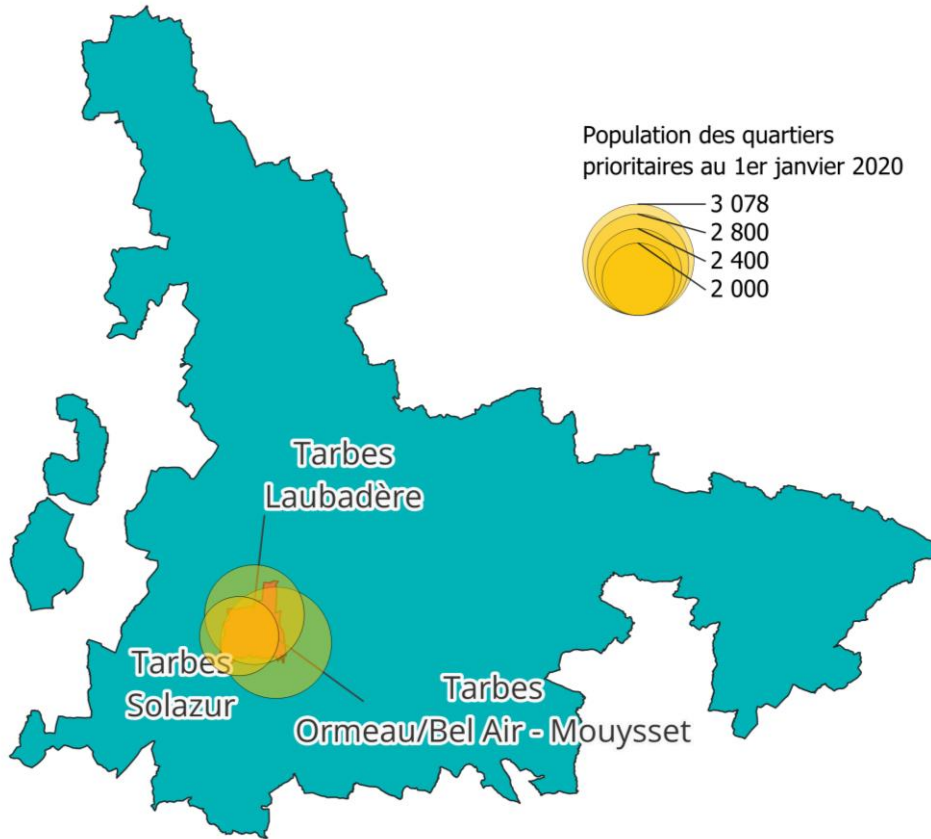 Population des quartiers
prioritaires au 1er janvier 2020
3 078
2 800
2 400
2 000
Tarbes
Laubadère
Tarbes
Solazur
Tarbes
Ormeau/Bel Air - Mouysset